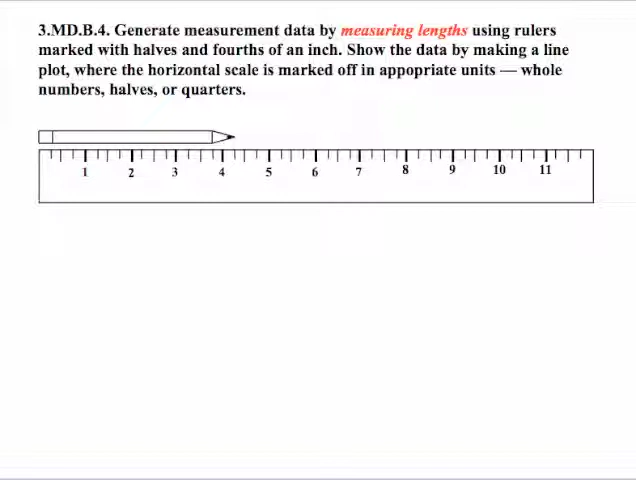 3.MD.B.4. Generate measurement data by measuring lengths using rulers
marked with halves and fourths of an inch. Show the data by making a line
plot, where the horizontal scale is marked off in appopriate units — whole
numbers, halves, or quarters.
1 2 3 4 5 6 7 8 9 10 11